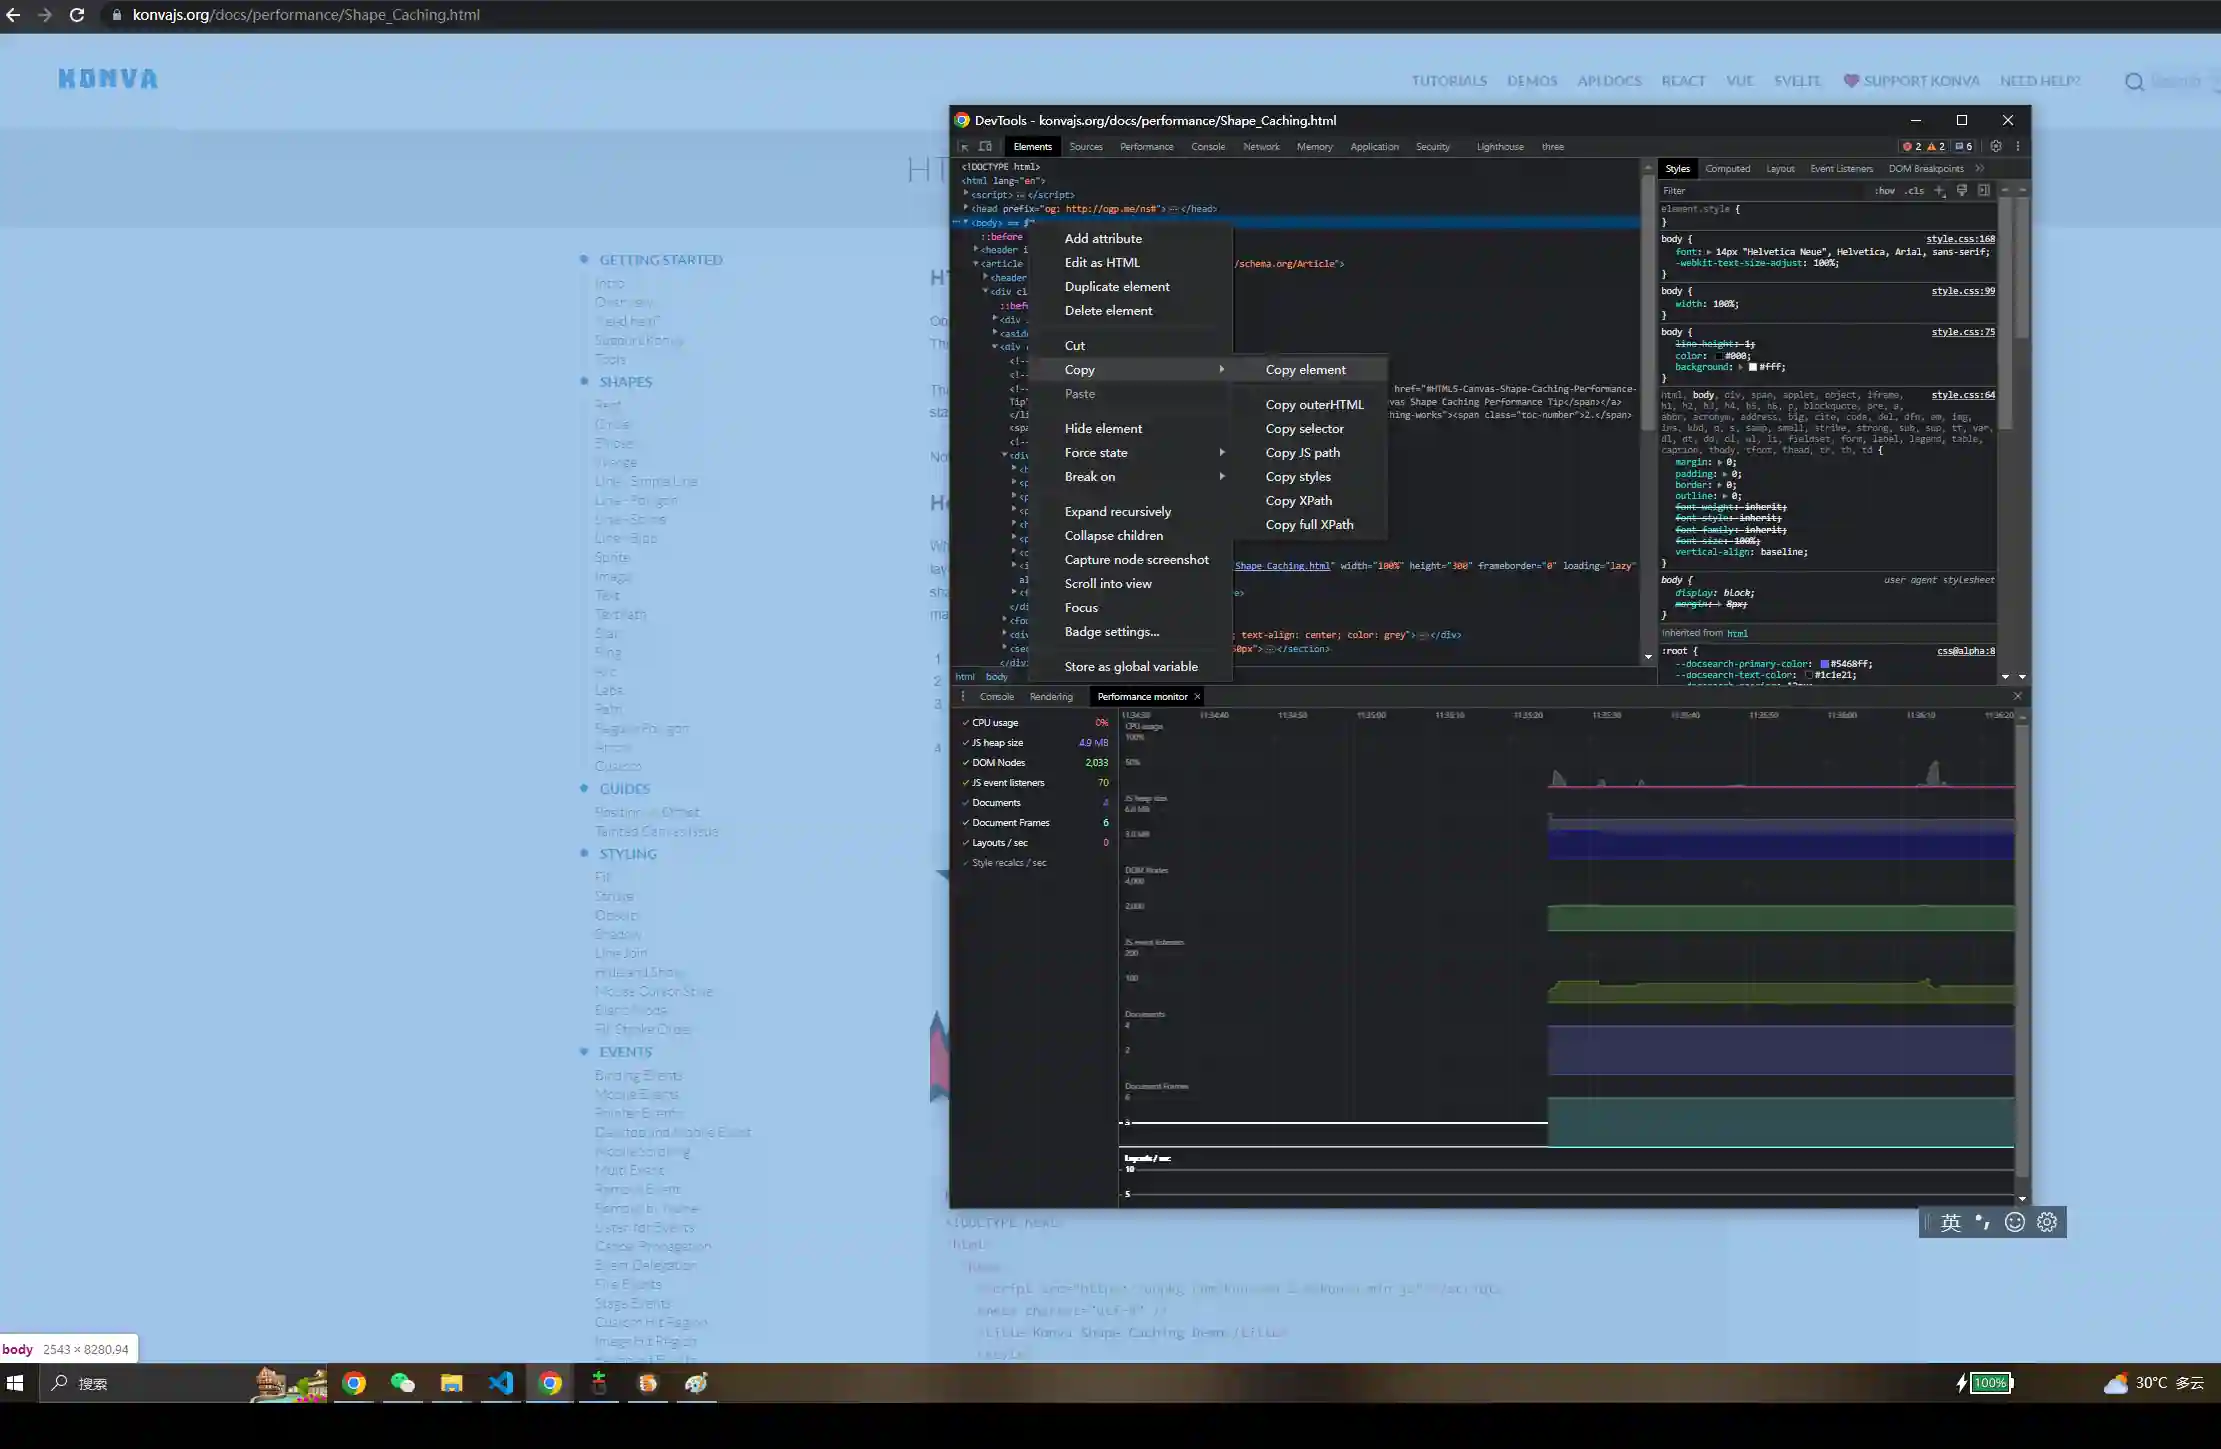 konvajs.org/docs/performance/Shape_Caching.html
KONVA
TUTORIALS DEMOS API DOCS REACT VUE SVELTE SUPPORT KONVA NEED HELP?
Search
DevTools - konvajs.org/docs/performance/Shape_Caching.html
Elements Sources Performance Console Network Memory Application Security Lighthouse three
2 2 6
<!DOCTYPE html>
<html lang="en">
<script>…</script>
<head prefix="og: http://ogp.me/ns#">…</head>
<body> ==
::before
<header
<article
/schema.org/Article">
<header
<div
<div
<div
href="#HTML5-Canvas-Shape-Caching-Performance-
Tip">
vas Shape Caching Performance Tip</span></a>
hing-works"><span class="toc-number">2.</span>
Shape_Caching.html" width="100%" height="300" frameborder="0" loading="lazy"
; text-align: center; color: grey">…</div>
0px">…</section>
html body
Add attribute
Edit as HTML
Duplicate element
Delete element
Cut
Copy
Paste
Hide element
Force state
Break on
Expand recursively
Collapse children
Capture node screenshot
Scroll into view
Focus
Badge settings...
Store as global variable
Copy element
Copy outerHTML
Copy selector
Copy JS path
Copy styles
Copy XPath
Copy full XPath
Styles Computed Layout Event Listeners DOM Breakpoints
Filter
:hov .cls
element.style {
}
body { style.css:168
font: 14px "Helvetica Neue", Helvetica, Arial, sans-serif;
-webkit-text-size-adjust: 100%;
}
body { style.css:99
width: 100%;
}
body { style.css:75
line-height: 1;
color: #000;
background: #fff;
}
html, body, div, span, applet, object, iframe, style.css:64
h1, h2, h3, h4, h5, h6, p, blockquote, pre, a,
abbr, acronym, address, big, cite, code, del, dfn, em, img,
ins, kbd, q, s, samp, small, strike, strong, sub, sup, tt, var,
dl, dt, dd, ol, ul, li, fieldset, form, label, legend, table,
caption, tbody, tfoot, thead, tr, th, td {
margin: 0;
padding: 0;
border: 0;
outline: 0;
font-weight: inherit;
font-style: inherit;
font-family: inherit;
font-size: 100%;
vertical-align: baseline;
}
body { user agent stylesheet
display: block;
margin: 8px;
}
Inherited from html
:root { css@alpha:8
--docsearch-primary-color: #5468ff;
--docsearch-text-color: #1c1e21;
Console Rendering Performance monitor
CPU usage 0%
JS heap size 4.9 MB
DOM Nodes 2,033
JS event listeners 70
Documents 4
Document Frames 6
Layouts / sec 0
Style recalcs / sec
11:34:30 11:34:40 11:34:50 11:35:00 11:35:10 11:35:20 11:35:30 11:35:40 11:35:50 11:36:00 11:36:10 11:36:20
CPU usage
100%
50%
JS heap size
6.0 MB
3.0 MB
DOM Nodes
4,000
2,000
JS event listeners
200
100
Documents
4
2
Document Frames
6
3
Layouts / sec
10
5
GETTING STARTED
Intro
Overview
Support Konva
Tools
SHAPES
Rect
Circle
Ellipse
Wedge
Line - Simple Line
Line - Polygon
Line - Spline
Line - Blob
Sprite
Image
Text
TextPath
Star
Ring
Arc
Label
Path
Regular Polygon
Arrow
Custom
GUIDES
Position vs Offset
Tainted Canvas Issue
STYLING
Fill
Stroke
Opacity
Shadow
Line Join
Hide and Show
Mouse Cursor Style
Blend Mode
Fill Stroke Order
EVENTS
Binding Events
Mobile Events
Pointer Events
Desktop and Mobile Event
Mobile Scrolling
Multi Event
Remove Event
Remove by Name
Listen for Events
Cancel Propagation
Event Delegation
Fire Events
Stage Events
Custom Hit Region
Image Hit Region
<!DOCTYPE html>
<html>
<title>Konva Shape Caching Demo</title>
<style>
英
body 2543 × 8280.94
搜索
100%
30°C 多云